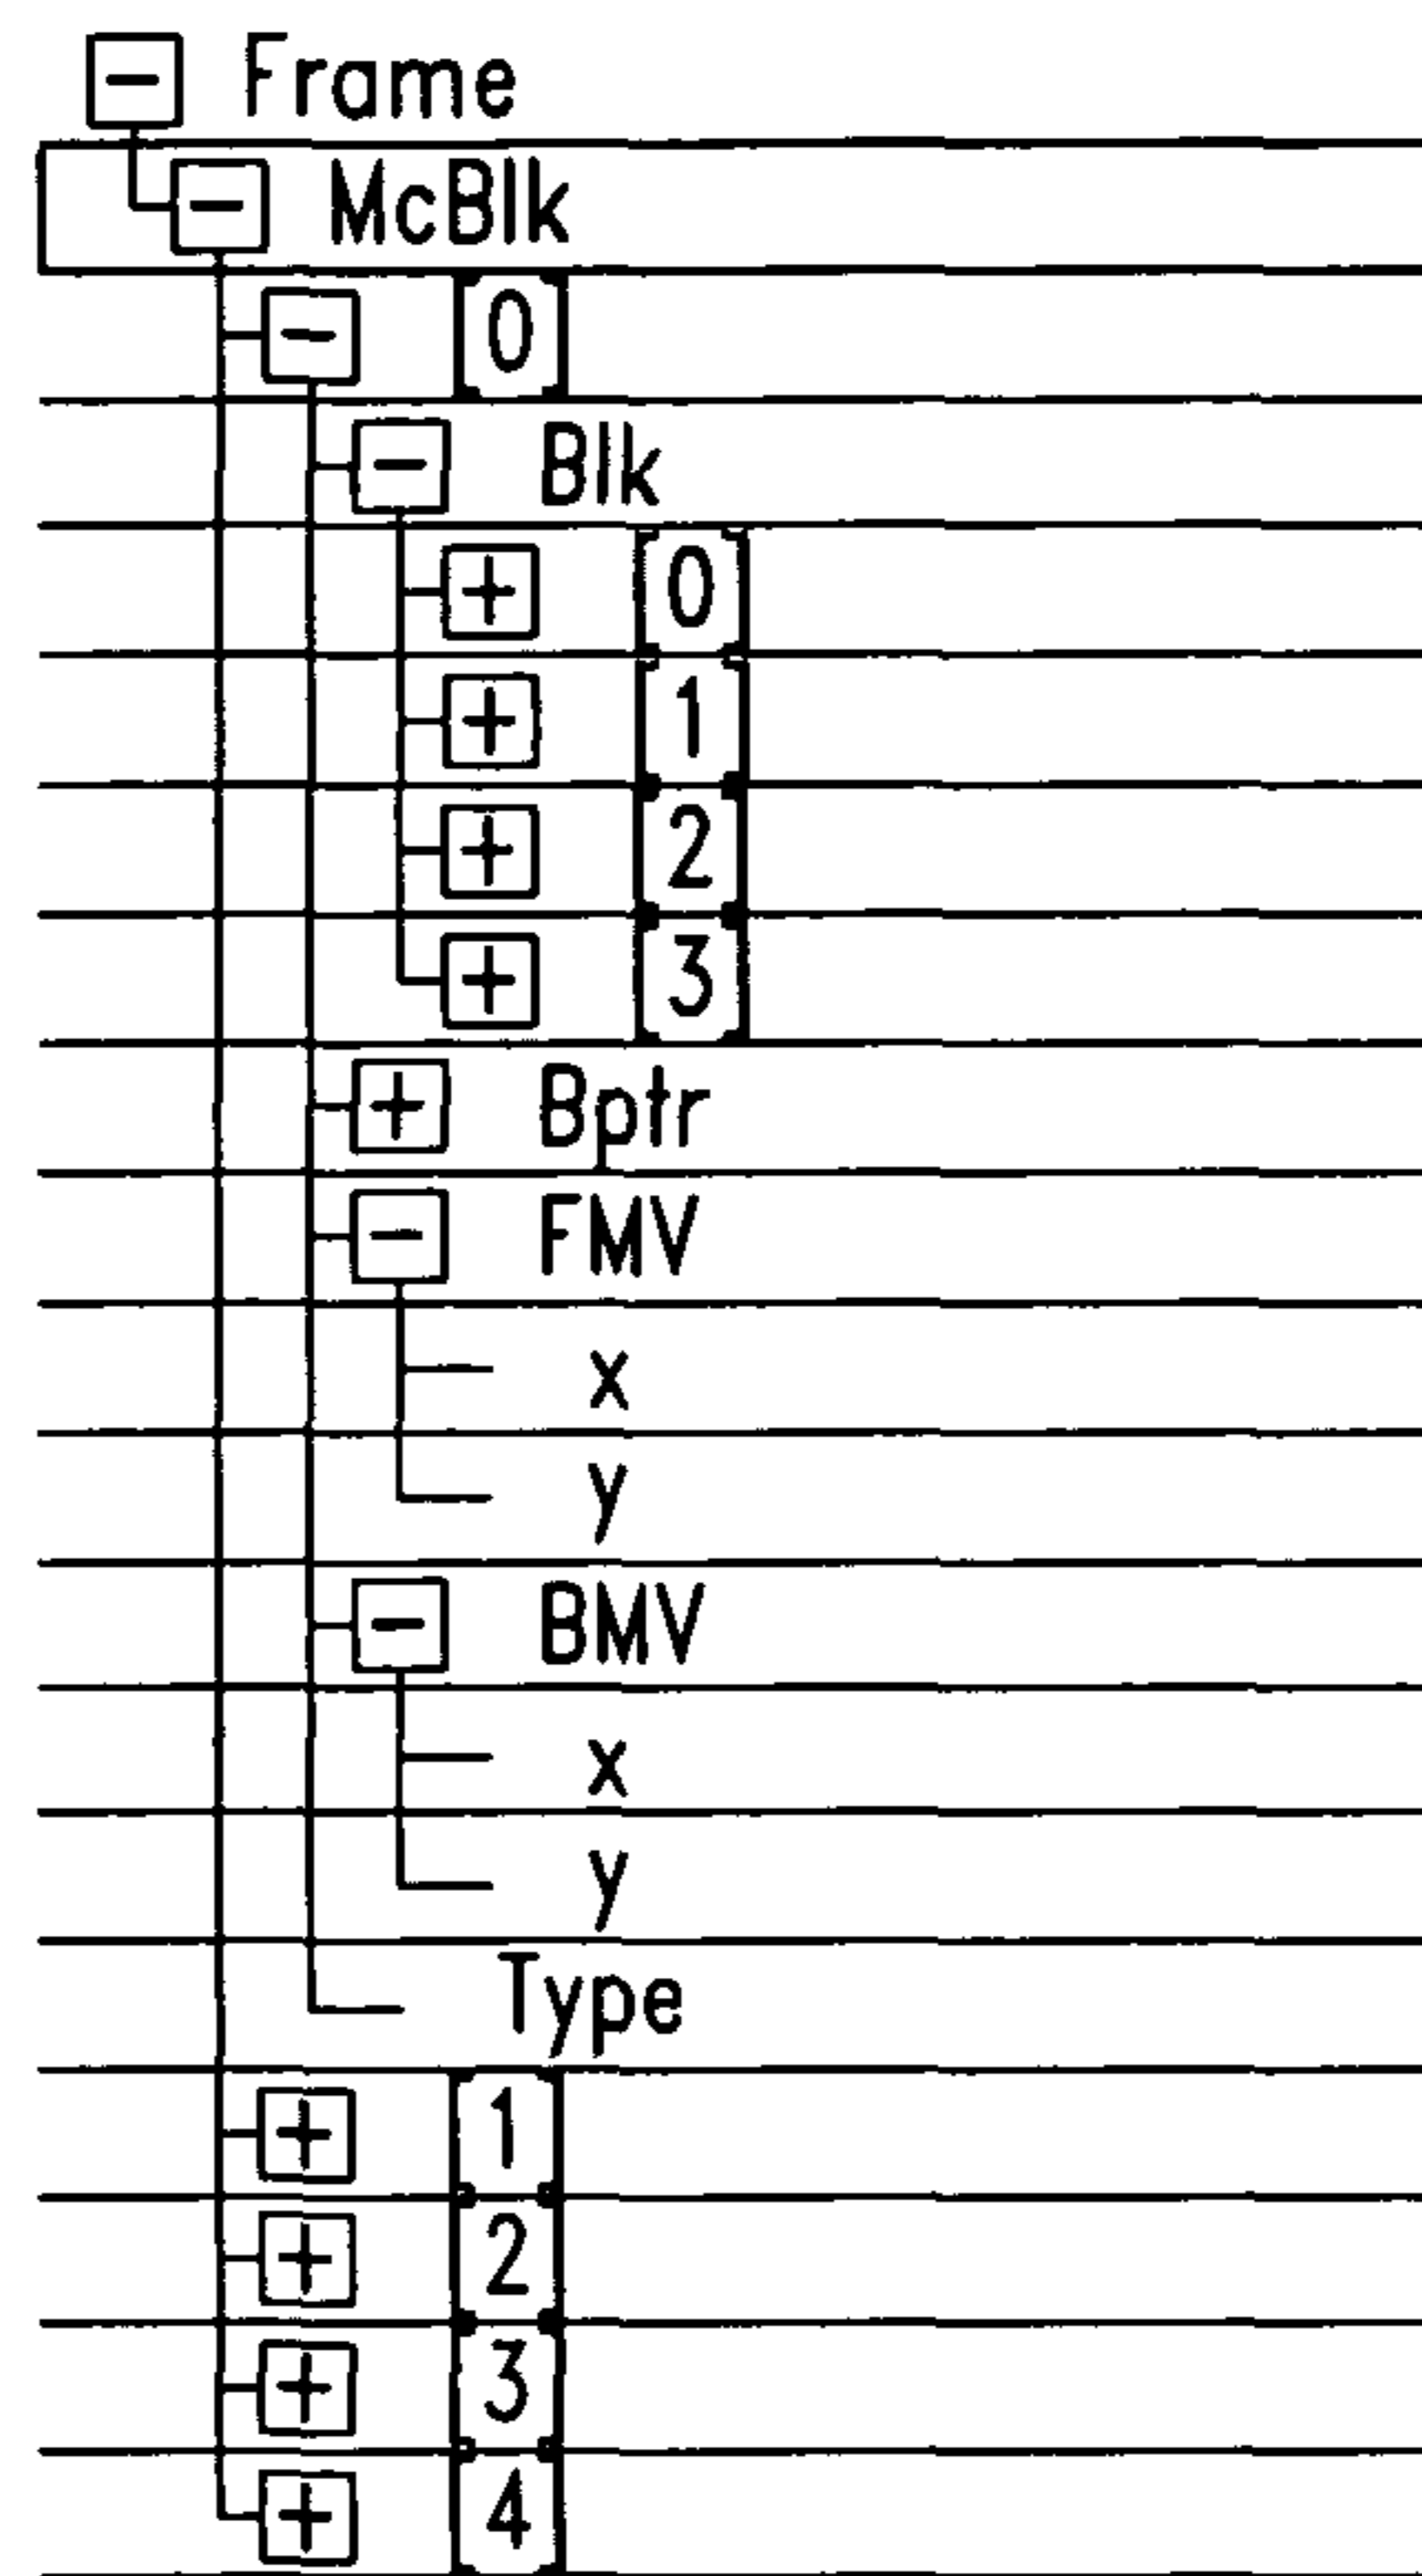 Frame
McBlk
[0]
Blk
[0]
[1]
[2]
[3]
Bptr
FMV
x
y
BMV
x
y
Type
[1]
[2]
[3]
[4]